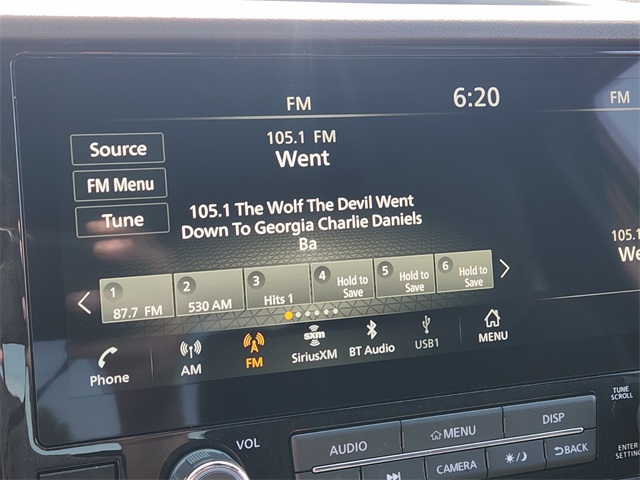 FM
6:20
FM
Source
105.1 FM
Went
FM Menu
105.1 The Wolf The Devil Went
Down To Georgia Charlie Daniels
Ba
Tune
105.1
We
1
87.7 FM
2
530 AM
3
Hits 1
4
Hold to
Save
5
Hold to
Save
6
Hold to
Save
Phone
AM
FM
sxm
SiriusXM
BT Audio
USB1
MENU
TUNE
SCROLL
VOL
AUDIO
MENU
DISP
CAMERA
BACK
ENTER
SETTING